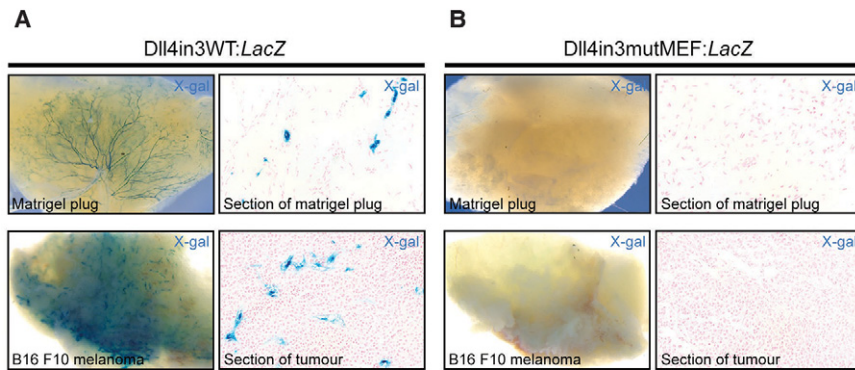 A
Dll4in3WT:LacZ
X-gal
Matrigel plug
X-gal
Section of matrigel plug
X-gal
B16 F10 melanoma
X-gal
Section of tumour
B
Dll4in3mutMEF:LacZ
X-gal
Matrigel plug
X-gal
Section of matrigel plug
X-gal
B16 F10 melanoma
X-gal
Section of tumour